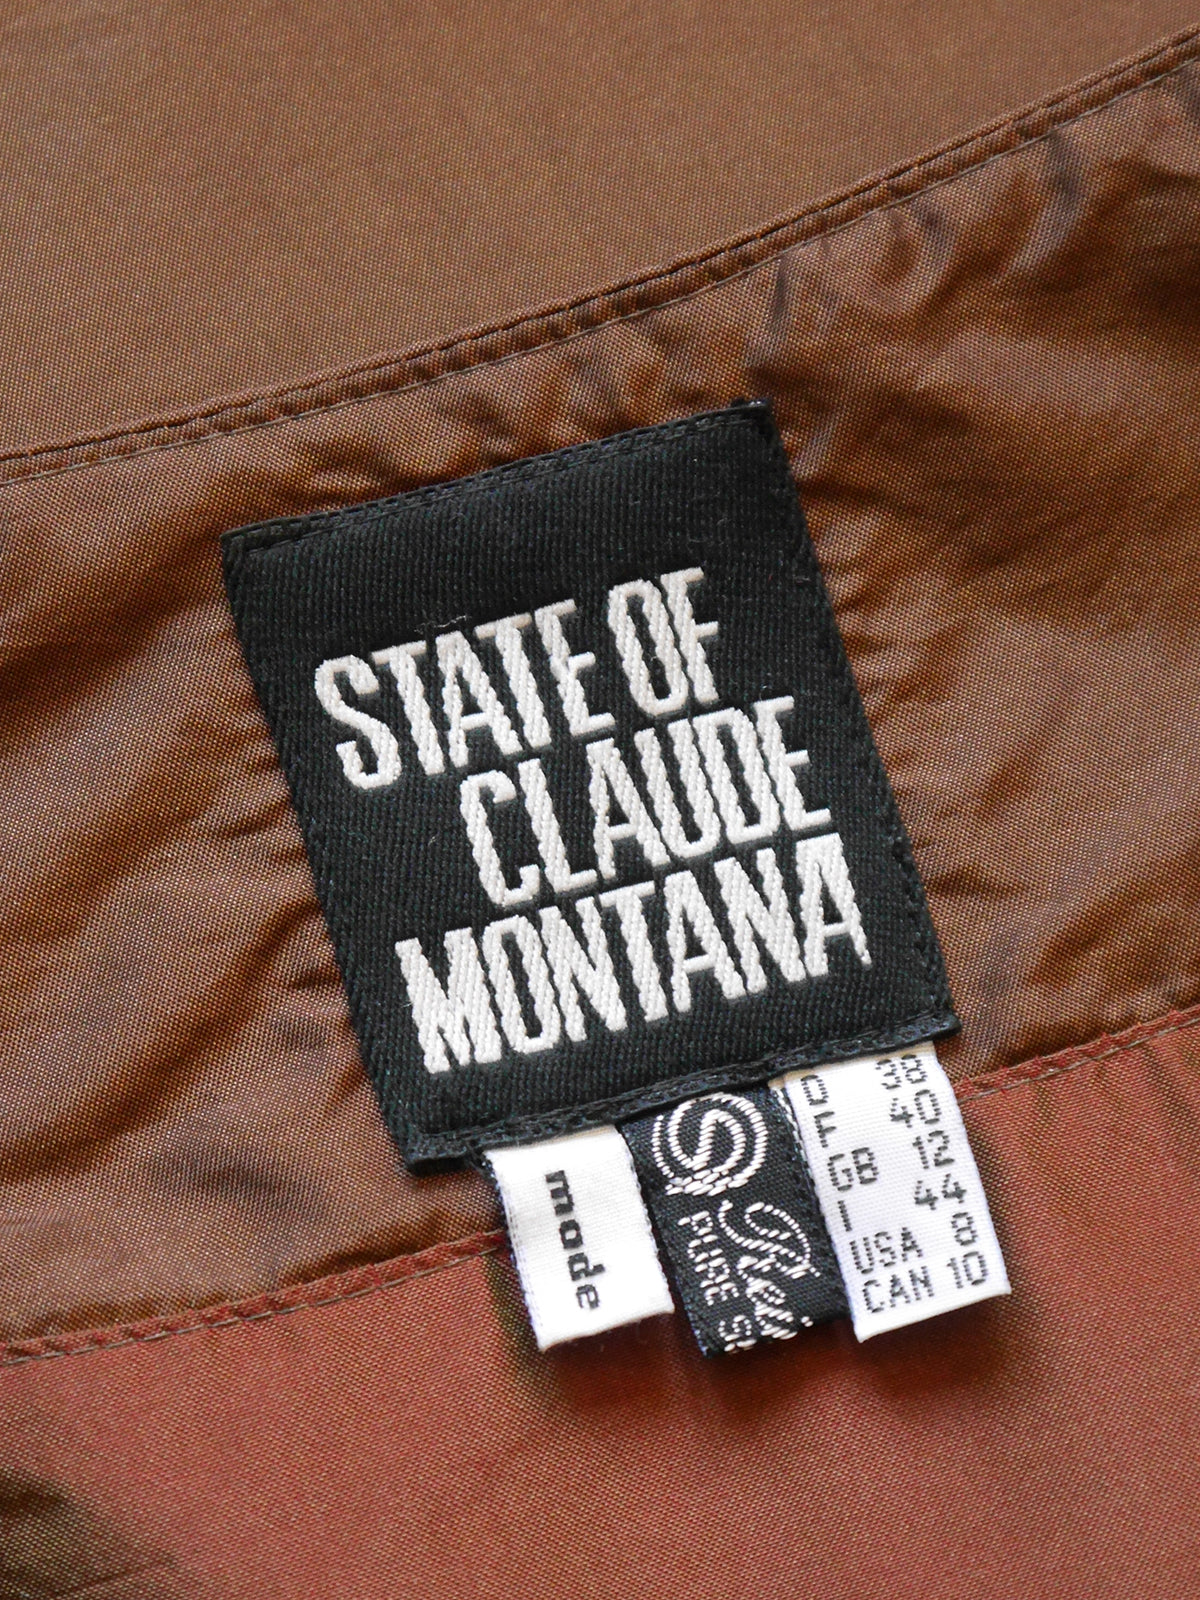 STATE OF
CLAUDE
MONTANA
mode
PURE
D 38
F 40
GB 12
I 44
USA 8
CAN 10